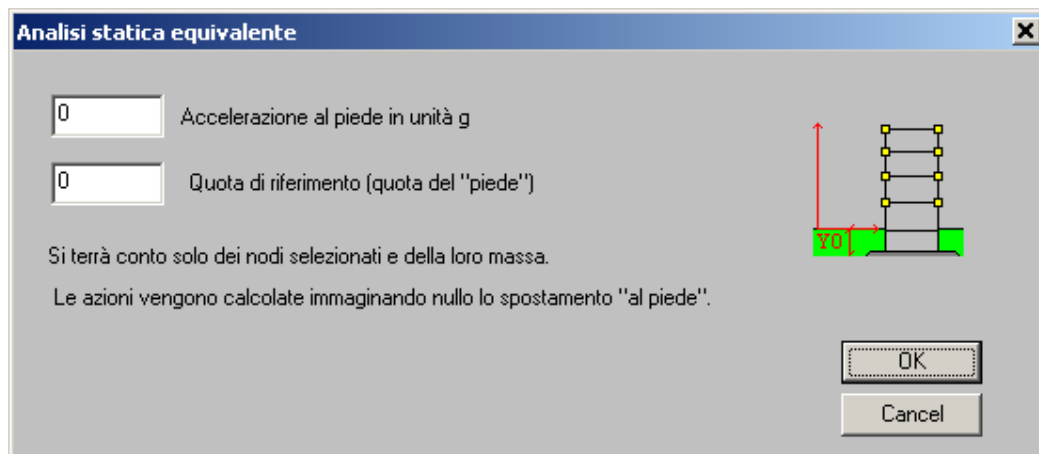 Analisi statica equivalente
0
Accelerazione al piede in unità g
0
Quota di riferimento (quota del "piede")
Y0
Si terrà conto solo dei nodi selezionati e della loro massa.
Le azioni vengono calcolate immaginando nullo lo spostamento "al piede".
OK
Cancel